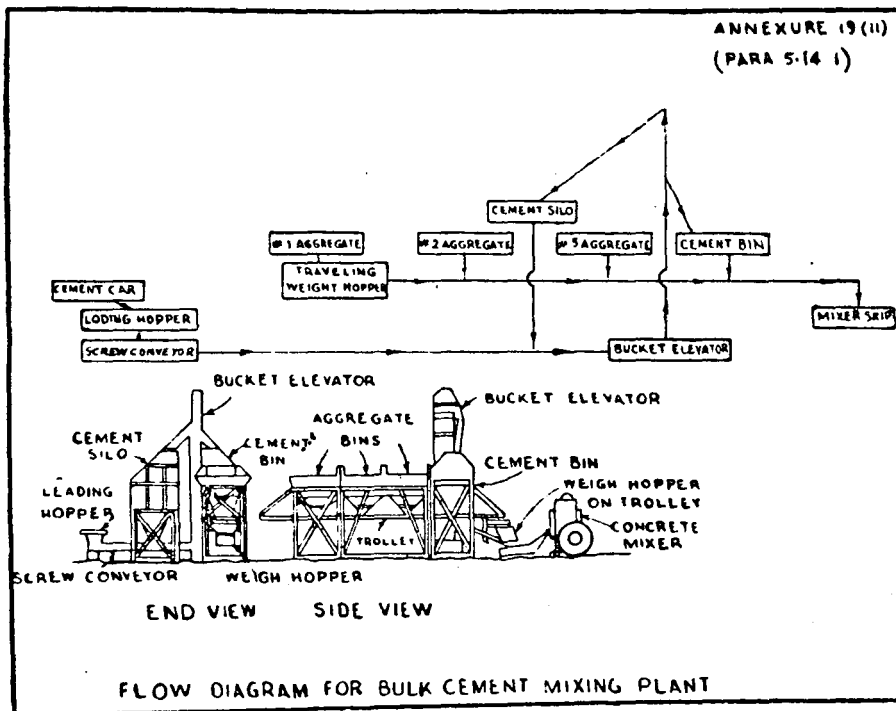 ANNEXURE 19(11)
(PARA 5.14 1)
CEMENT SILO
#1 AGGREGATE
#2 AGGREGATE
#3 AGGREGATE
CEMENT BIN
TRAVELING
WEIGHT HOPPER
CEMENT CAR
LODING HOPPER
MIXER SKIP
SCREW CONVEYOR
BUCKET ELEVATOR
BUCKET ELEVATOR
BUCKET ELEVATOR
CEMENT
SILO
CEMENT
BIN
AGGREGATE
BINS
CEMENT BIN
LEADING
HOPPER
WEIGH HOPPER
ON TROLLEY
TROLLEY
CONCRETE
MIXER
SCREW CONVEYOR
WEIGH HOPPER
END VIEW
SIDE VIEW
FLOW DIAGRAM FOR BULK CEMENT MIXING PLANT